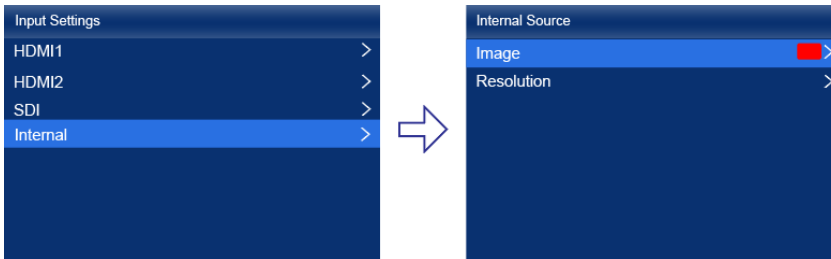 Input Settings
HDMI1
HDMI2
SDI
Internal
Internal Source
Image
Resolution